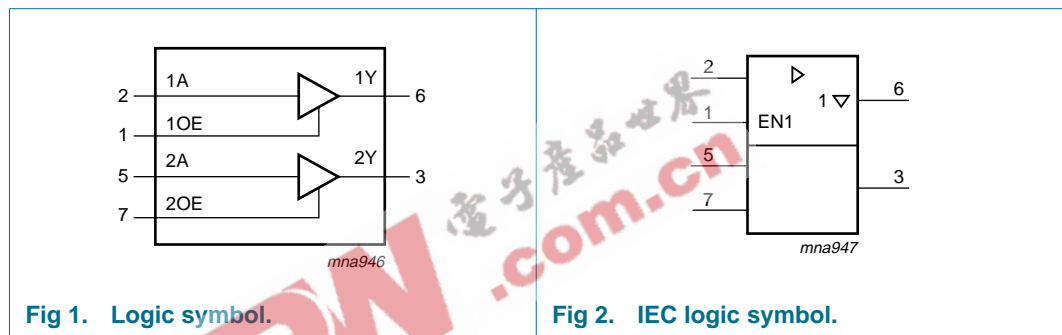 1A
1Y
2
6
1OE
1
2A
2Y
5
3
2OE
7
mna946
Fig 1. Logic symbol.
2
6
1
1
EN1
5
3
7
mna947
Fig 2. IEC logic symbol.
電子產品世界
.com.cn